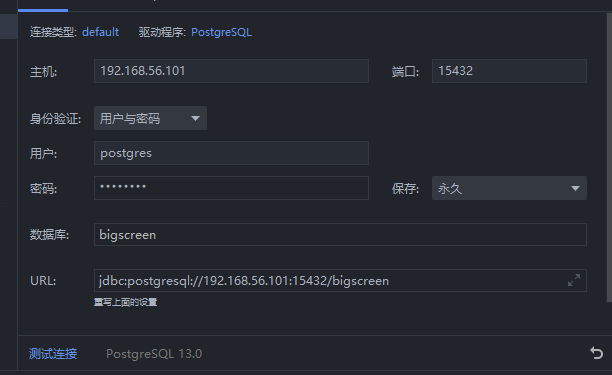 连接类型: default 驱动程序: PostgreSQL
主机: 192.168.56.101 端口: 15432
身份验证: 用户与密码
用户: postgres
密码: •••••••• 保存: 永久
数据库: bigscreen
URL: jdbc:postgresql://192.168.56.101:15432/bigscreen
重写上面的设置
测试连接 PostgreSQL 13.0